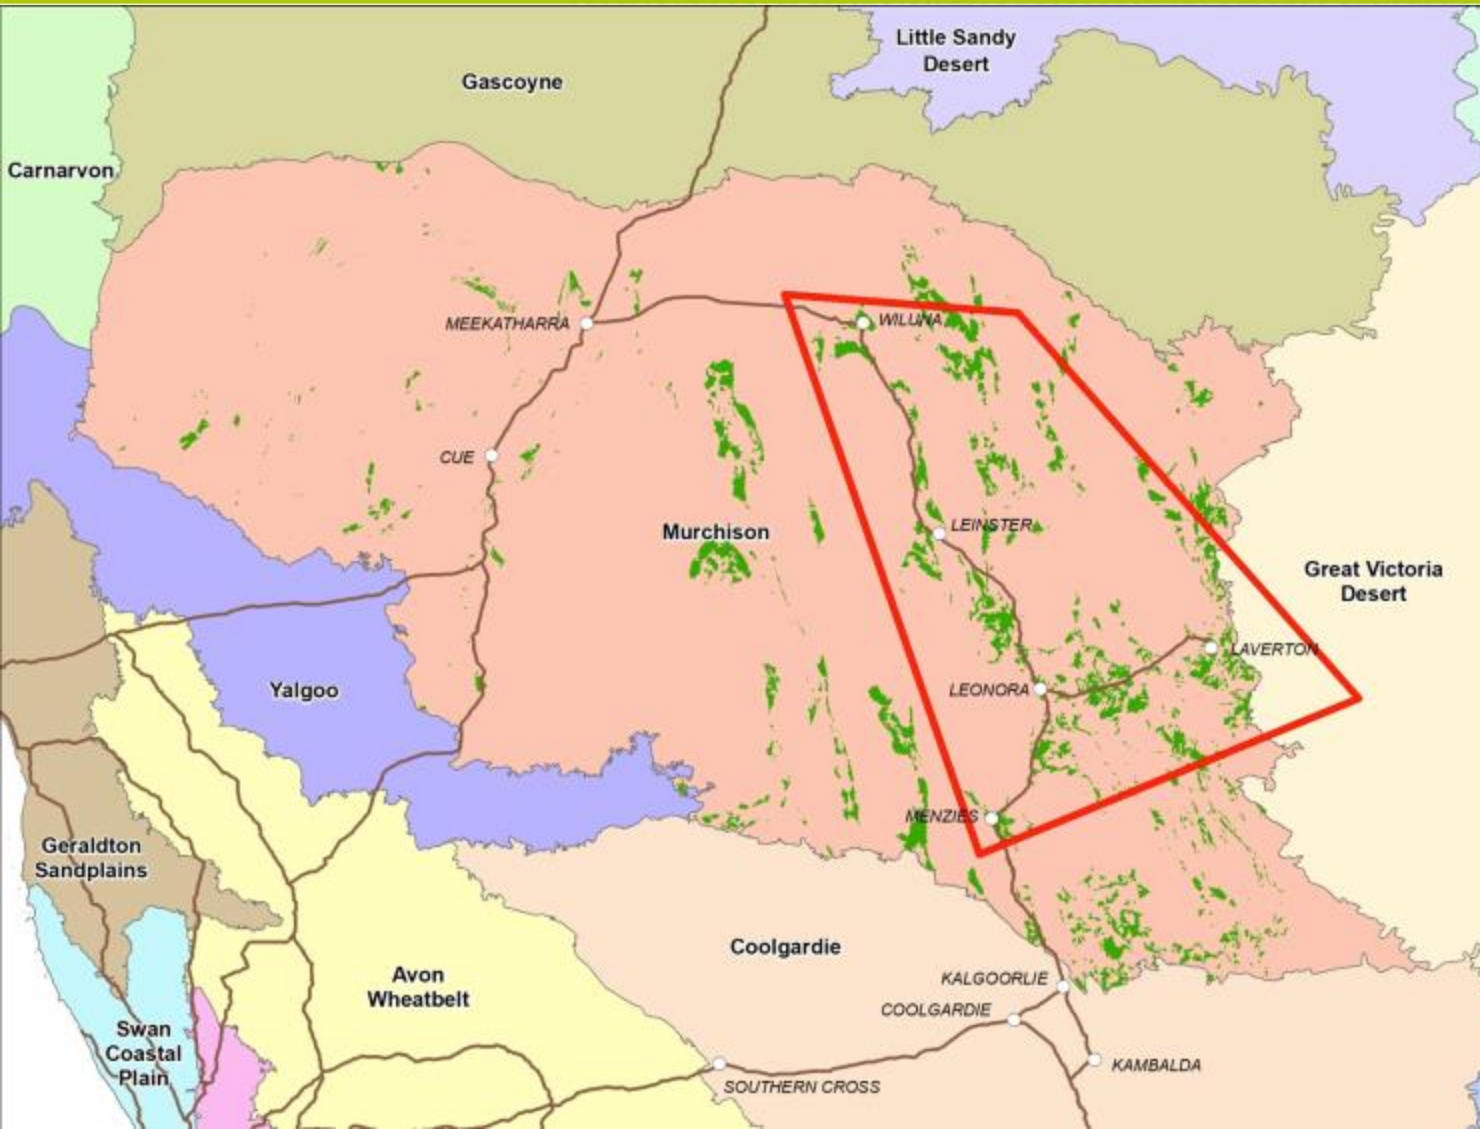 Little Sandy
Desert
Gascoyne
Carnarvon
MEEKATHARRA
WILUNA
CUE
LEINSTER
Murchison
Great Victoria
Desert
LAVERTON
Yalgoo
LEONORA
MENZIES
Geraldton
Sandplains
Coolgardie
Avon
Wheatbelt
KALGOORLIE
COOLGARDIE
Swan
Coastal
Plain
KAMBALDA
SOUTHERN CROSS